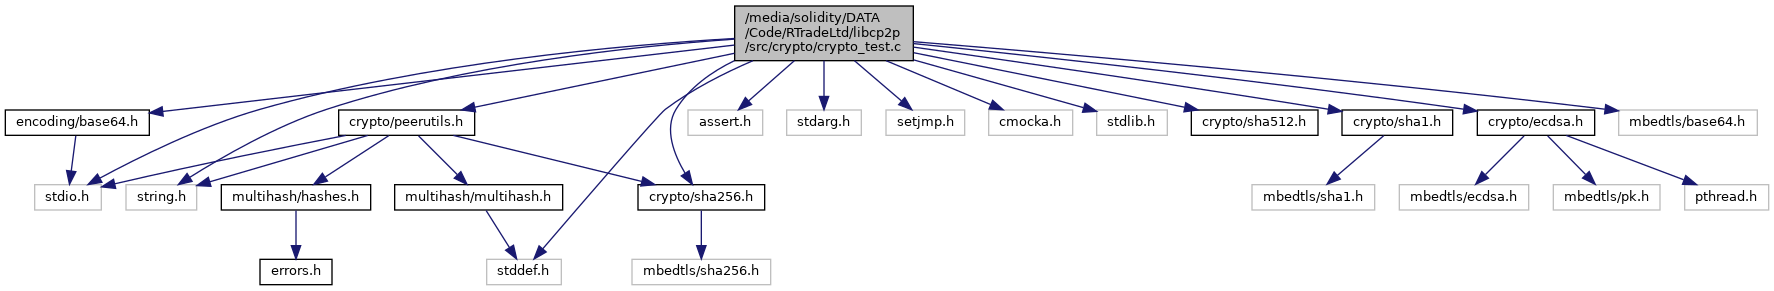 /media/solidity/DATA
/Code/RTradeLtd/libcp2p
/src/crypto/crypto_test.c
encoding/base64.h
crypto/peerutils.h
assert.h
stdarg.h
setjmp.h
cmocka.h
stdlib.h
crypto/sha512.h
crypto/sha1.h
crypto/ecdsa.h
mbedtls/base64.h
stdio.h
string.h
multihash/hashes.h
multihash/multihash.h
crypto/sha256.h
mbedtls/sha1.h
mbedtls/ecdsa.h
mbedtls/pk.h
pthread.h
errors.h
stddef.h
mbedtls/sha256.h